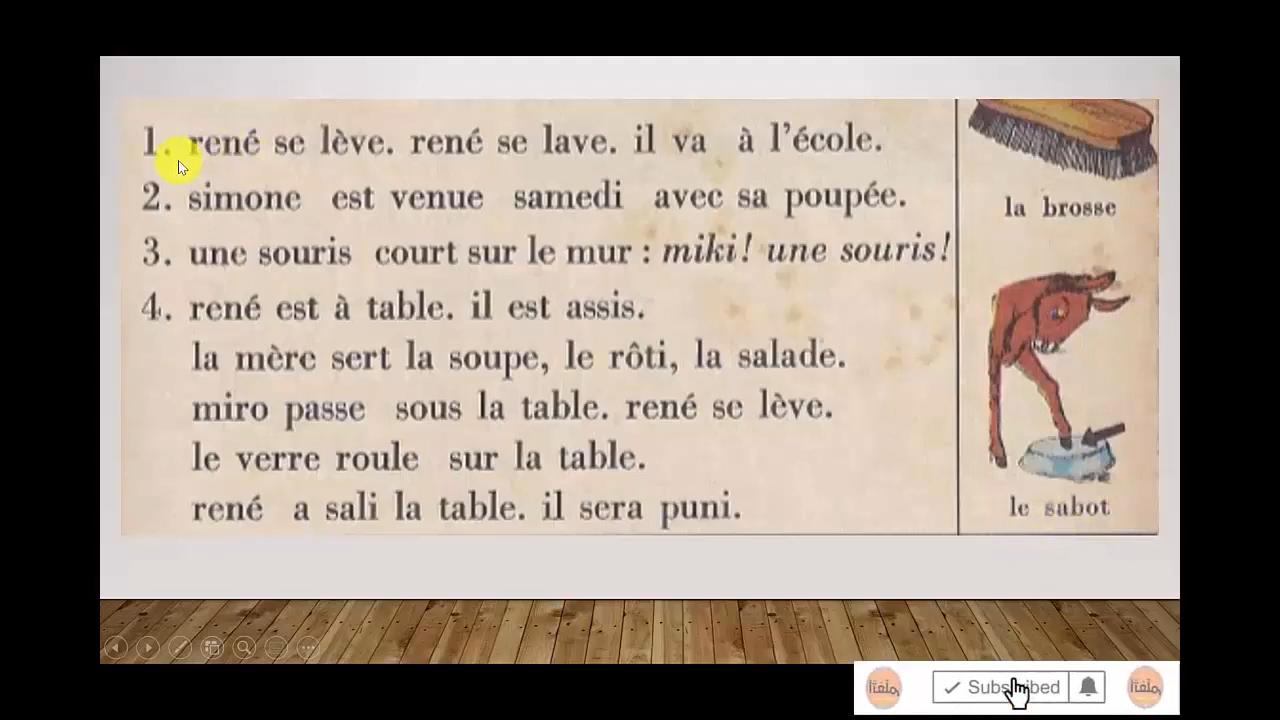 1. rené se lève. rené se lave. il va à l'école.
2. simone est venue samedi avec sa poupée.
3. une souris court sur le mur : miki! une souris!
4. rené est à table. il est assis.
la mère sert la soupe, le rôti, la salade.
miro passe sous la table. rené se lève.
le verre roule sur la table.
rené a sali la table. il sera puni.
la brosse
le sabot
Subscribed